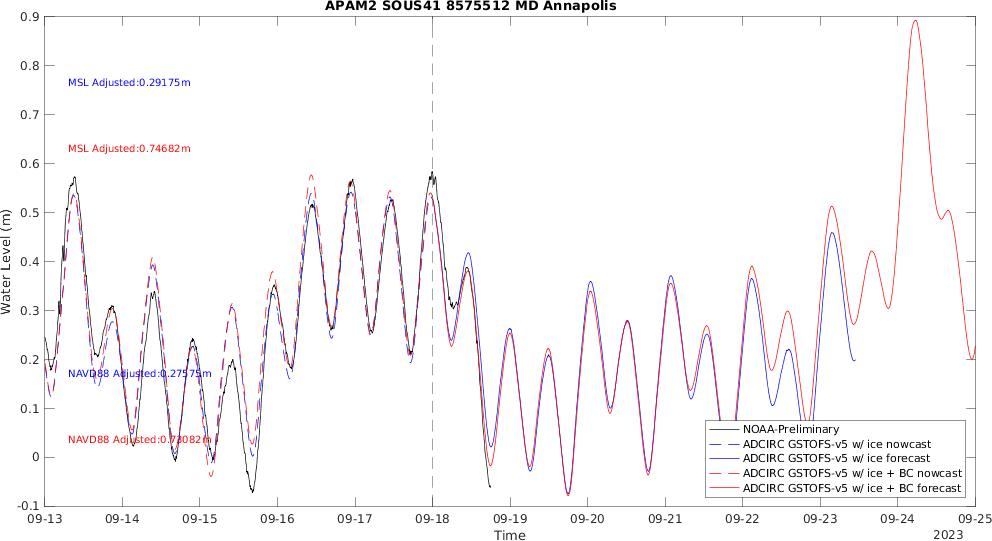 APAM2 SOUS41 8575512 MD Annapolis
0.9
0.8
0.7
0.6
0.5
0.4
0.3
0.2
0.1
0
-0.1
Water Level (m)
MSL Adjusted:0.29175m
MSL Adjusted:0.74682m
NAVD88 Adjusted:0.27575m
NAVD88 Adjusted:0.73082m
NOAA-Preliminary
ADCIRC GSTOFS-v5 w/ ice nowcast
ADCIRC GSTOFS-v5 w/ ice forecast
ADCIRC GSTOFS-v5 w/ ice + BC nowcast
ADCIRC GSTOFS-v5 w/ ice + BC forecast
09-13 09-14 09-15 09-16 09-17 09-18 09-19 09-20 09-21 09-22 09-23 09-24 09-25
Time
2023